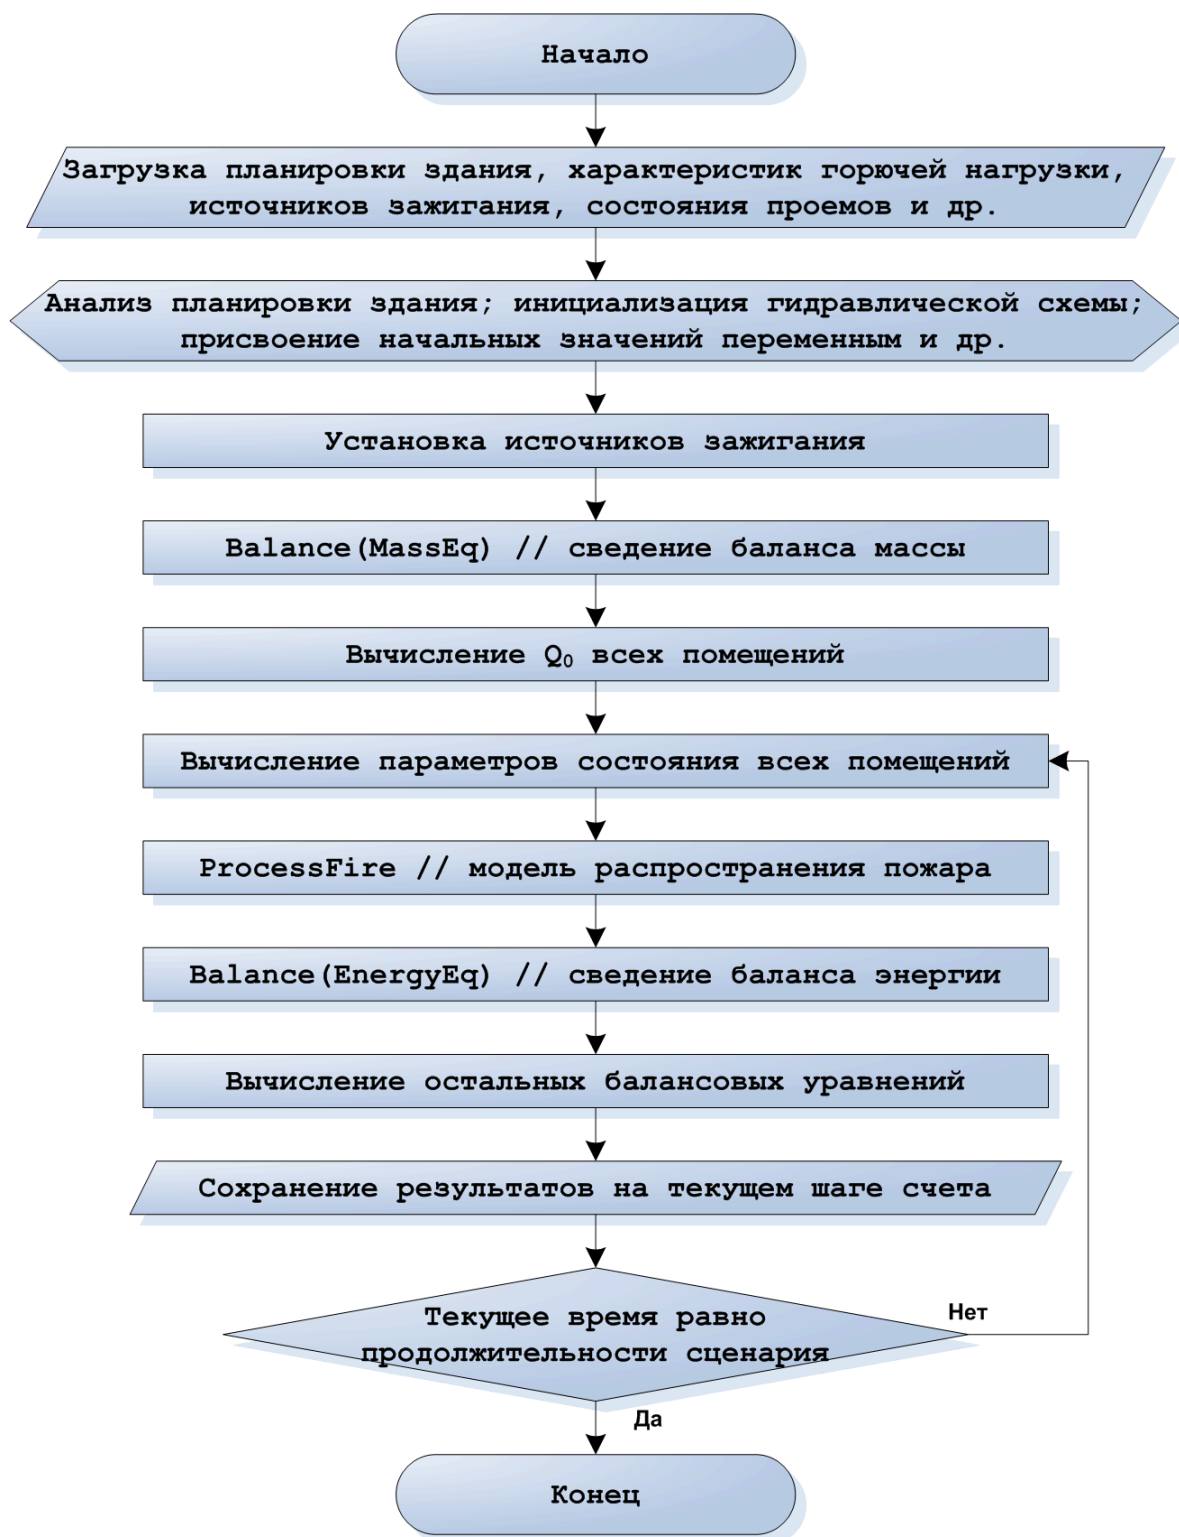 Начало
Загрузка планировки здания, характеристик горючей нагрузки,
источников зажигания, состояния проемов и др.
Анализ планировки здания; инициализация гидравлической схемы;
присвоение начальных значений переменным и др.
Установка источников зажигания
Balance(MassEq) // сведение баланса массы
Вычисление Q₀ всех помещений
Вычисление параметров состояния всех помещений
ProcessFire // модель распространения пожара
Balance(EnergyEq) // сведение баланса энергии
Вычисление остальных балансовых уравнений
Сохранение результатов на текущем шаге счета
Текущее время равно
продолжительности сценария
Нет
Да
Конец